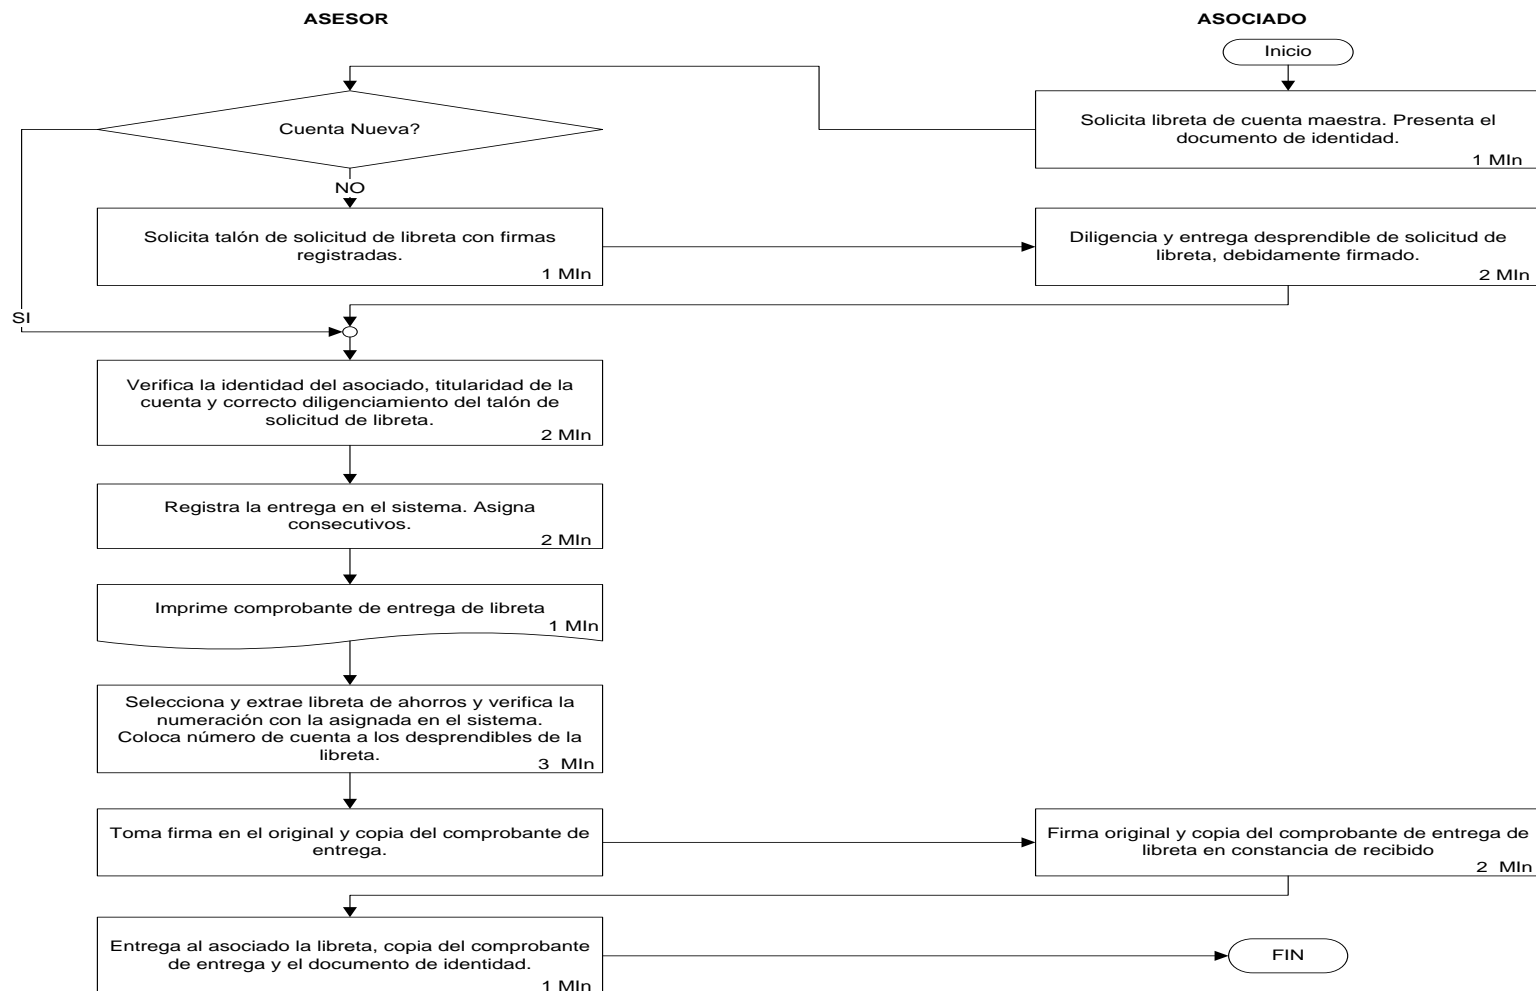 ASESOR
ASOCIADO
Inicio
Solicita libreta de cuenta maestra. Presenta el
documento de identidad.
1 MIn
Cuenta Nueva?
NO
Solicita talón de solicitud de libreta con firmas
registradas.
1 MIn
Diligencia y entrega desprendible de solicitud de
libreta, debidamente firmado.
2 MIn
SI
Verifica la identidad del asociado, titularidad de la
cuenta y correcto diligenciamiento del talón de
solicitud de libreta.
2 MIn
Registra la entrega en el sistema. Asigna
consecutivos.
2 MIn
Imprime comprobante de entrega de libreta
1 MIn
Selecciona y extrae libreta de ahorros y verifica la
numeración con la asignada en el sistema.
Coloca número de cuenta a los desprendibles de la
libreta.
3 MIn
Toma firma en el original y copia del comprobante de
entrega.
Firma original y copia del comprobante de entrega de
libreta en constancia de recibido
2 MIn
Entrega al asociado la libreta, copia del comprobante
de entrega y el documento de identidad.
1 MIn
FIN